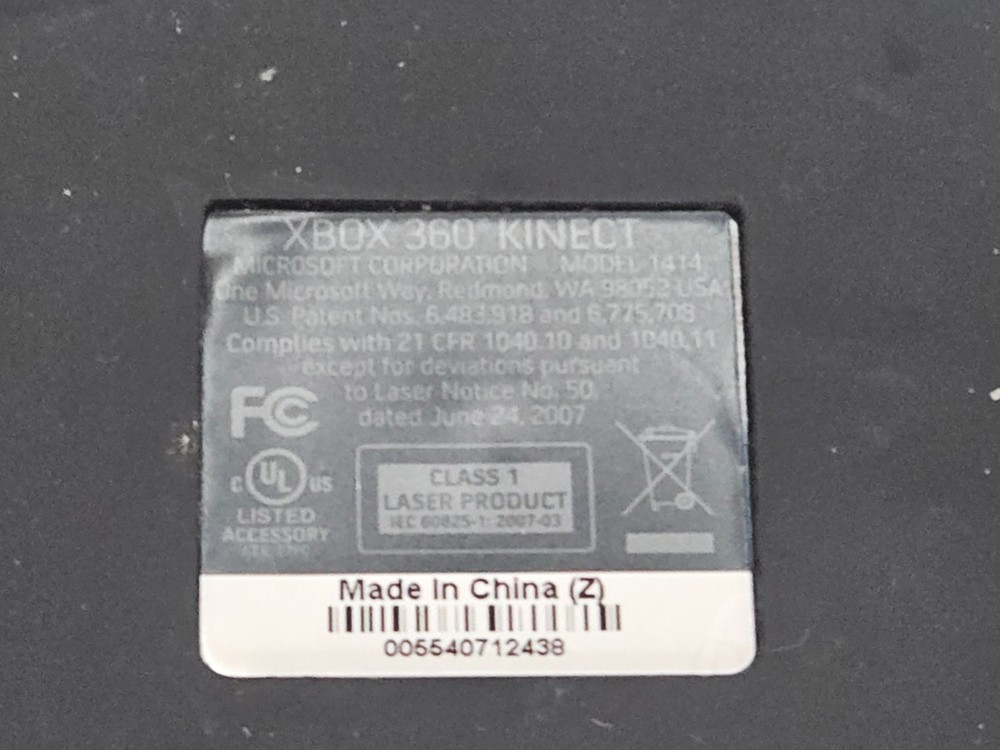 XBOX 360 KINECT
MICROSOFT CORPORATION MODEL 1414
One Microsoft Way, Redmond, WA 98052 USA
U.S. Patent Nos. 6,483,918 and 6,775,708
Complies with 21 CFR 1040.10 and 1040.11
except for deviations pursuant
to Laser Notice No. 50,
dated June 24, 2007
FC
C UL US
LISTED
ACCESSORY
CLASS 1
LASER PRODUCT
IEC 60825-1: 2007-03
Made In China (Z)
005540712438